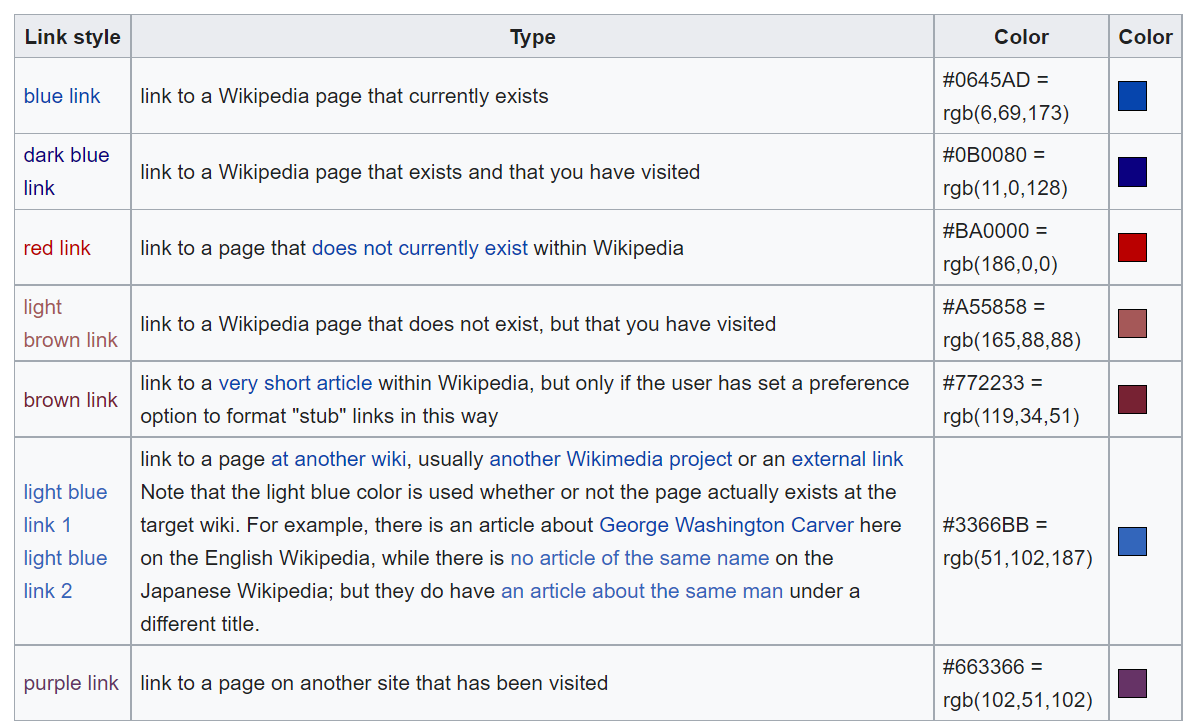 Link style Type Color Color
blue link
link to a Wikipedia page that currently exists
#0645AD =
rgb(6,69,173)
dark blue
link
link to a Wikipedia page that exists and that you have visited
#0B0080 =
rgb(11,0,128)
red link
link to a page that does not currently exist within Wikipedia
#BA0000 =
rgb(186,0,0)
light
brown link
link to a Wikipedia page that does not exist, but that you have visited
#A55858 =
rgb(165,88,88)
brown link
link to a very short article within Wikipedia, but only if the user has set a preference
option to format "stub" links in this way
#772233 =
rgb(119,34,51)
light blue
link 1
light blue
link 2
link to a page at another wiki, usually another Wikimedia project or an external link
Note that the light blue color is used whether or not the page actually exists at the
target wiki. For example, there is an article about George Washington Carver here
on the English Wikipedia, while there is no article of the same name on the
Japanese Wikipedia; but they do have an article about the same man under a
different title.
#3366BB =
rgb(51,102,187)
purple link
link to a page on another site that has been visited
#663366 =
rgb(102,51,102)